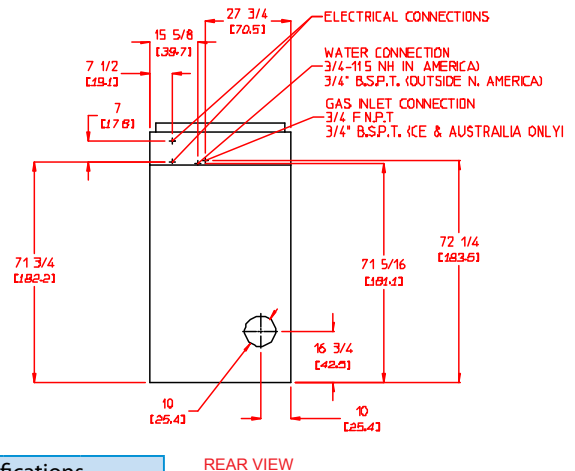 27 3/4
[70.5]
ELECTRICAL CONNECTIONS
15 5/8
[39.7]
7 1/2
[19.1]
WATER CONNECTION
3/4-11.5 NH IN AMERICA)
3/4" B.S.P.T. (OUTSIDE N. AMERICA)
7
[17.8]
GAS INLET CONNECTION
3/4 F N.P.T
3/4" B.S.P.T. (CE & AUSTRAILIA ONLY)
71 3/4
[182.2]
71 5/16
[181.1]
72 1/4
[183.5]
16 3/4
[42.5]
10
[25.4]
10
[25.4]
ifications
REAR VIEW